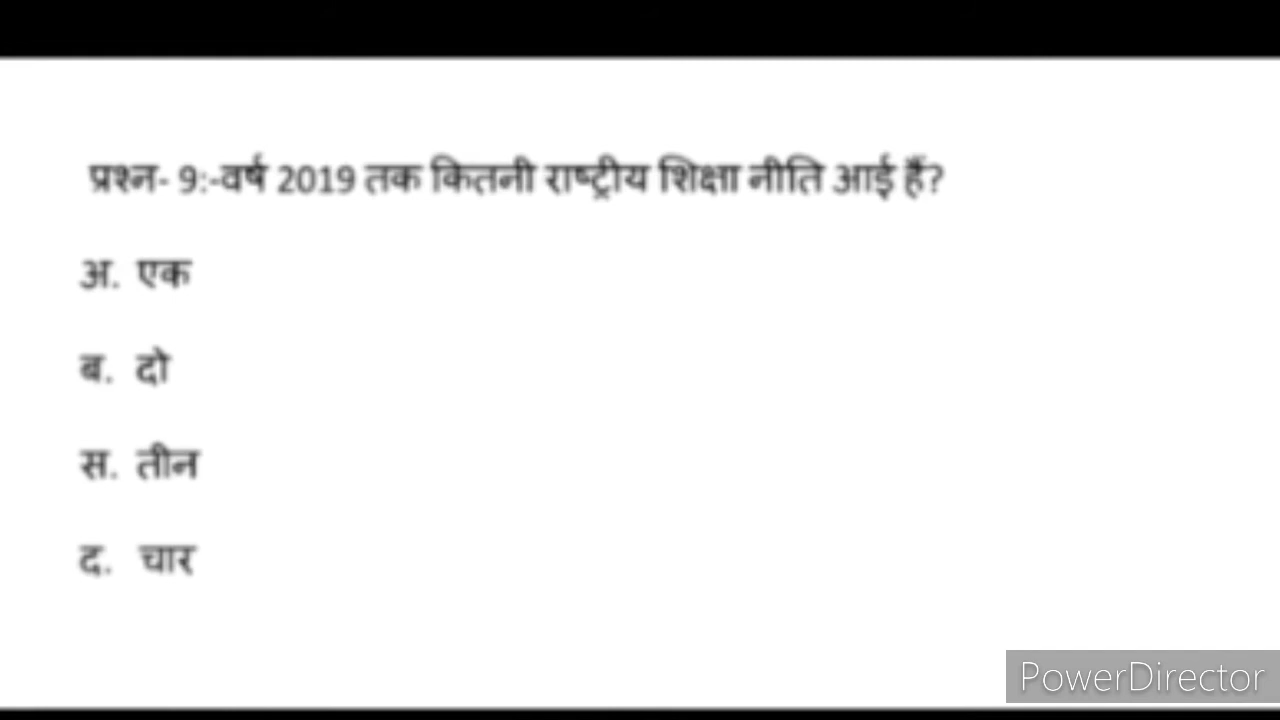 प्रश्न- 9:-वर्ष 2019 तक कितनी राष्ट्रीय शिक्षा नीति आई हैं?
अ. एक
ब. दो
स. तीन
द. चार
PowerDirector